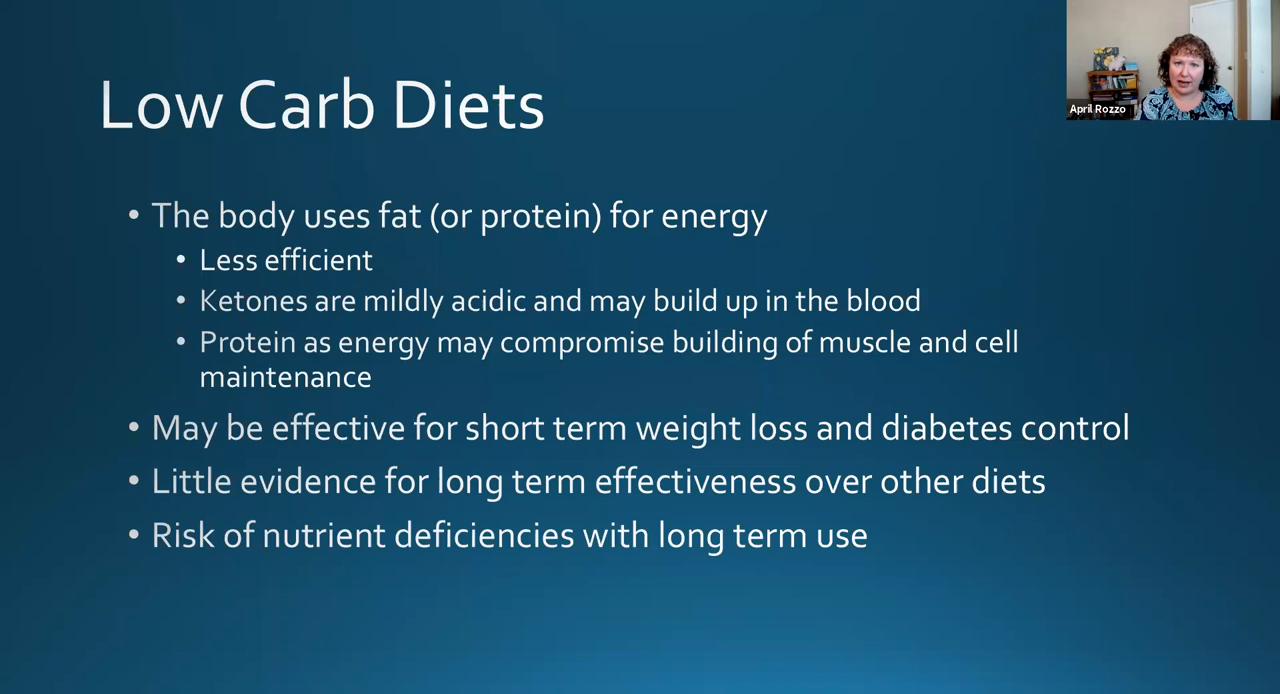 Low Carb Diets
April Rozzo
• The body uses fat (or protein) for energy
• Less efficient
• Ketones are mildly acidic and may build up in the blood
• Protein as energy may compromise building of muscle and cell
maintenance
• May be effective for short term weight loss and diabetes control
• Little evidence for long term effectiveness over other diets
• Risk of nutrient deficiencies with long term use